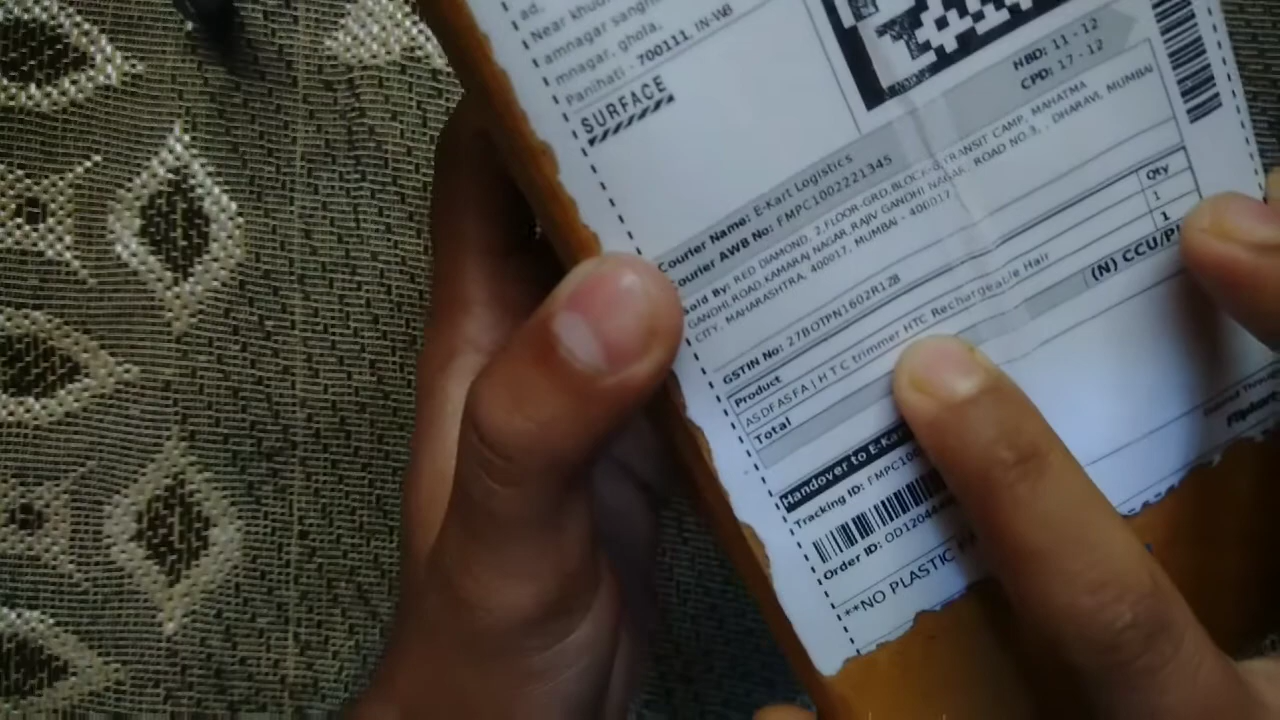 ad,
Near khud
amnagar sangh
mnagar, ghola,
Panihati - 700111, IN-WB
SURFACE
HBD: 11 - 12
CPD: 17 - 12
Courier Name: E-Kart Logistics
Courier AWB No: FMPC1002221345
Sold By: RED DIAMOND, 2,FLOOR-GRD,BLOCK-6,TRANSIT CAMP, MAHATMA
GANDHI,ROAD,KAMARAJ NAGAR,RAJIV GANDHI NAGAR, ROAD NO.3, , DHARAVI, MUMBAI
CITY, MAHARASHTRA, 400017, MUMBAI - 400017
GSTIN No: 27BOTPN1602R1ZB
Product Qty
ASDFASFA | H T C trimmer HTC Rechargeable Hair 1
Total 1
(N) CCU/P
Handover to E-Kart
Tracking ID: FMPC100
Order ID: OD12044
Flipkart
**NO PLASTIC